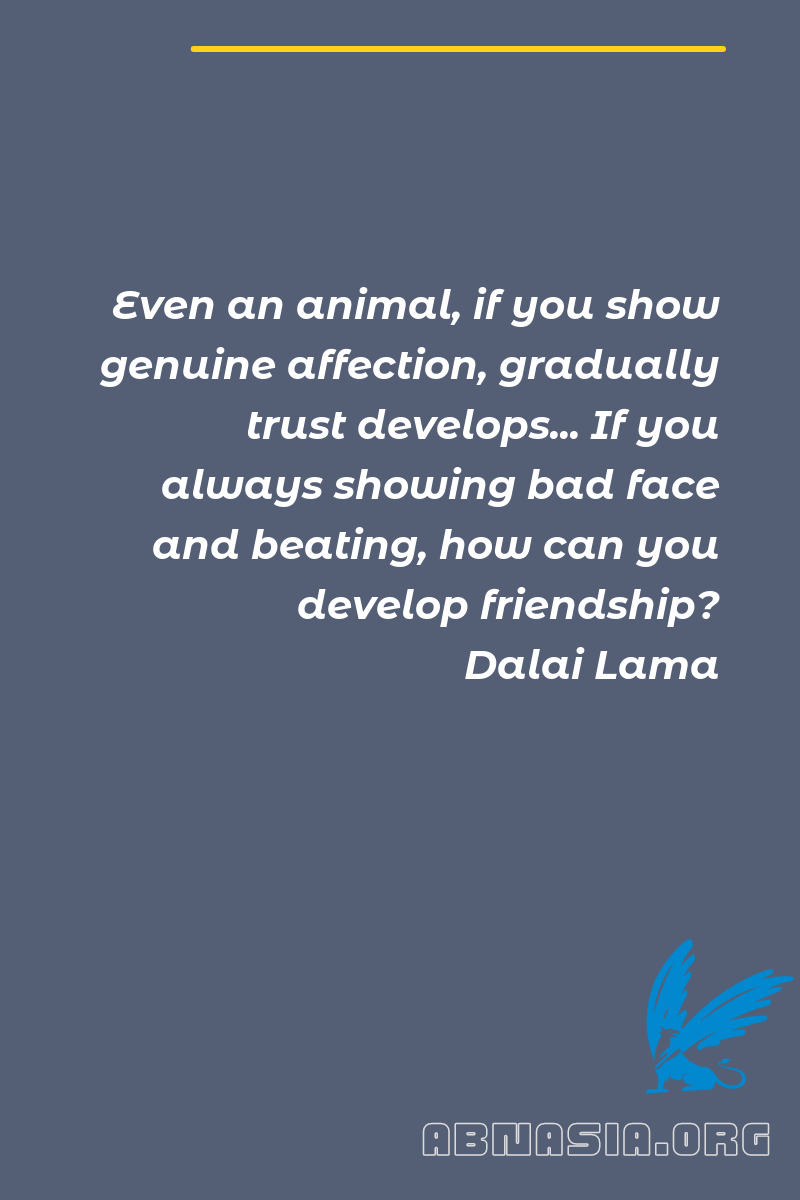 Even an animal, if you show
genuine affection, gradually
trust develops... If you
always showing bad face
and beating, how can you
develop friendship?
Dalai Lama
ABNASIA.ORG